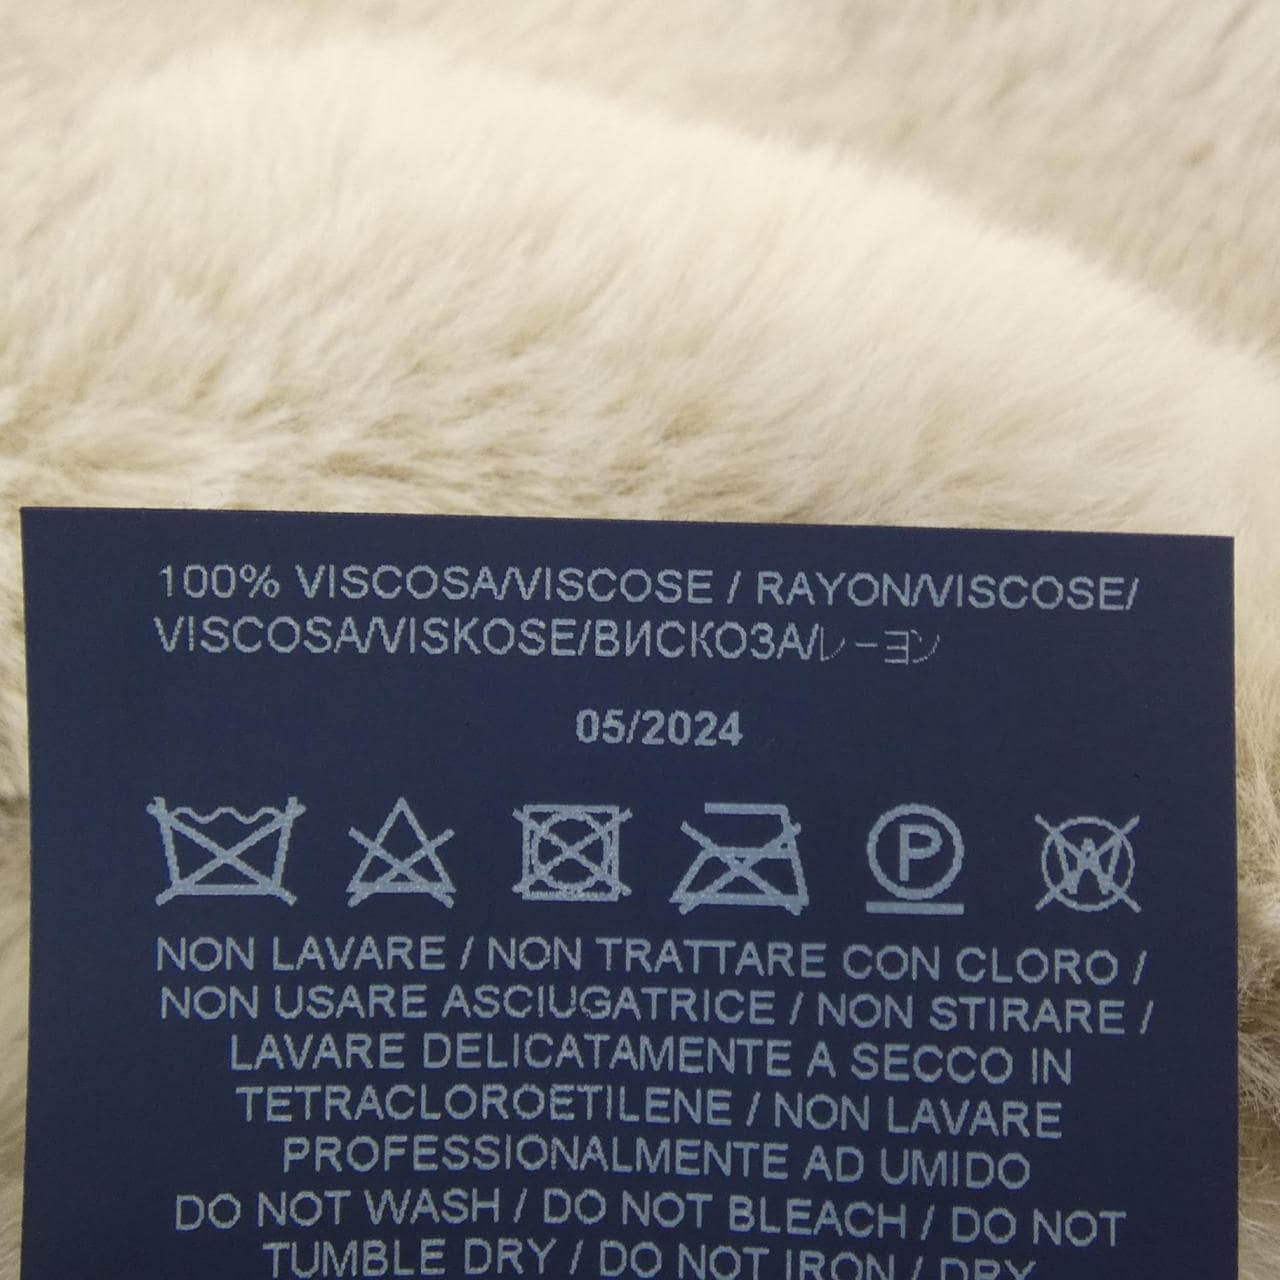 100% VISCOSA/VISCOSE / RAYON/VISCOSE/
VISCOSA/VISKOSE/ВИСКОЗА/レーヨン
05/2024
P
W
NON LAVARE / NON TRATTARE CON CLORO /
NON USARE ASCIUGATRICE / NON STIRARE /
LAVARE DELICATAMENTE A SECCO IN
TETRACLOROETILENE / NON LAVARE
PROFESSIONALMENTE AD UMIDO
DO NOT WASH / DO NOT BLEACH / DO NOT
TUMBLE DRY / DO NOT IRON / DRY